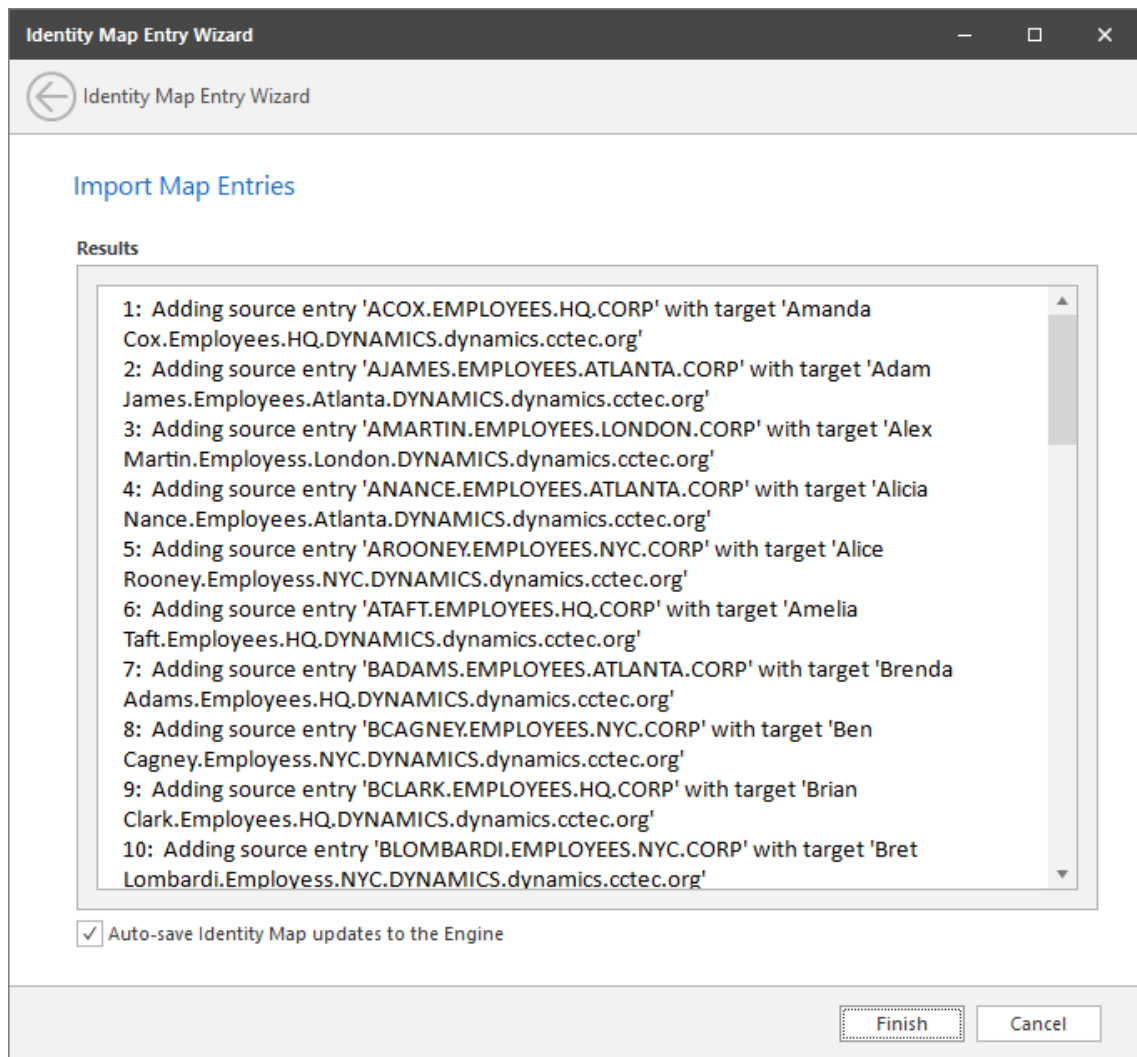 Identity Map Entry Wizard
Identity Map Entry Wizard
Import Map Entries
Results
1:  Adding source entry 'ACOX.EMPLOYEES.HQ.CORP' with target 'Amanda
Cox.Employees.HQ.DYNAMICS.dynamics.cctec.org'
2:  Adding source entry 'AJAMES.EMPLOYEES.ATLANTA.CORP' with target 'Adam
James.Employees.Atlanta.DYNAMICS.dynamics.cctec.org'
3:  Adding source entry 'AMARTIN.EMPLOYEES.LONDON.CORP' with target 'Alex
Martin.Employess.London.DYNAMICS.dynamics.cctec.org'
4:  Adding source entry 'ANANCE.EMPLOYEES.ATLANTA.CORP' with target 'Alicia
Nance.Employees.Atlanta.DYNAMICS.dynamics.cctec.org'
5:  Adding source entry 'AROONEY.EMPLOYEES.NYC.CORP' with target 'Alice
Rooney.Employess.NYC.DYNAMICS.dynamics.cctec.org'
6:  Adding source entry 'ATAFT.EMPLOYEES.HQ.CORP' with target 'Amelia
Taft.Employees.HQ.DYNAMICS.dynamics.cctec.org'
7:  Adding source entry 'BADAMS.EMPLOYEES.ATLANTA.CORP' with target 'Brenda
Adams.Employees.HQ.DYNAMICS.dynamics.cctec.org'
8:  Adding source entry 'BCAGNEY.EMPLOYEES.NYC.CORP' with target 'Ben
Cagney.Employess.NYC.DYNAMICS.dynamics.cctec.org'
9:  Adding source entry 'BCLARK.EMPLOYEES.HQ.CORP' with target 'Brian
Clark.Employees.HQ.DYNAMICS.dynamics.cctec.org'
10:  Adding source entry 'BLOMBARDI.EMPLOYEES.NYC.CORP' with target 'Bret
Lombardi.Employess.NYC.DYNAMICS.dynamics.cctec.org'
Auto-save Identity Map updates to the Engine
Finish
Cancel